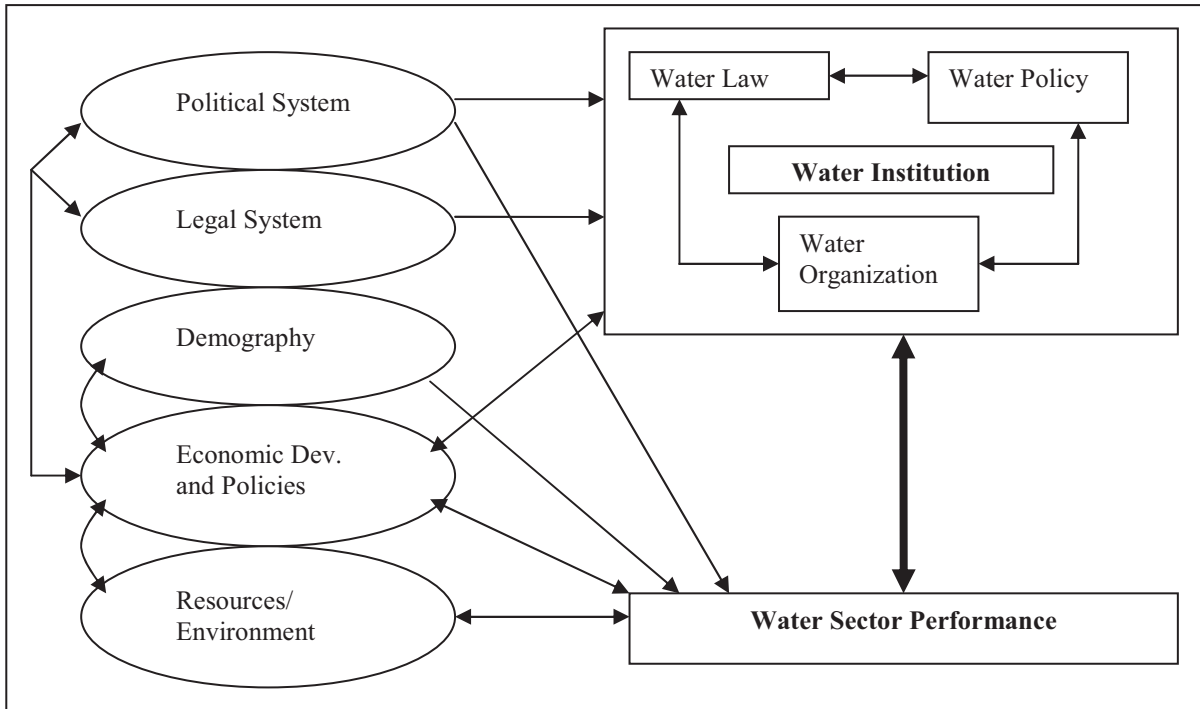 Political System
Legal System
Demography
Economic Dev.
and Policies
Resources/
Environment
Water Law
Water Policy
Water Institution
Water
Organization
Water Sector Performance